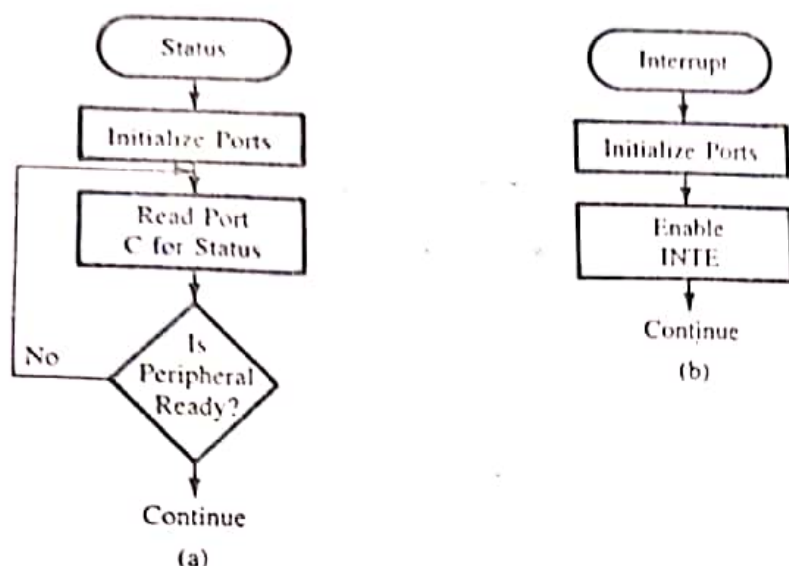 Status
Initialize Ports
Read Port
C for Status
Is
Peripheral
Ready?
No
Continue
(a)
Interrupt
Initialize Ports
Enable
INTE
Continue
(b)